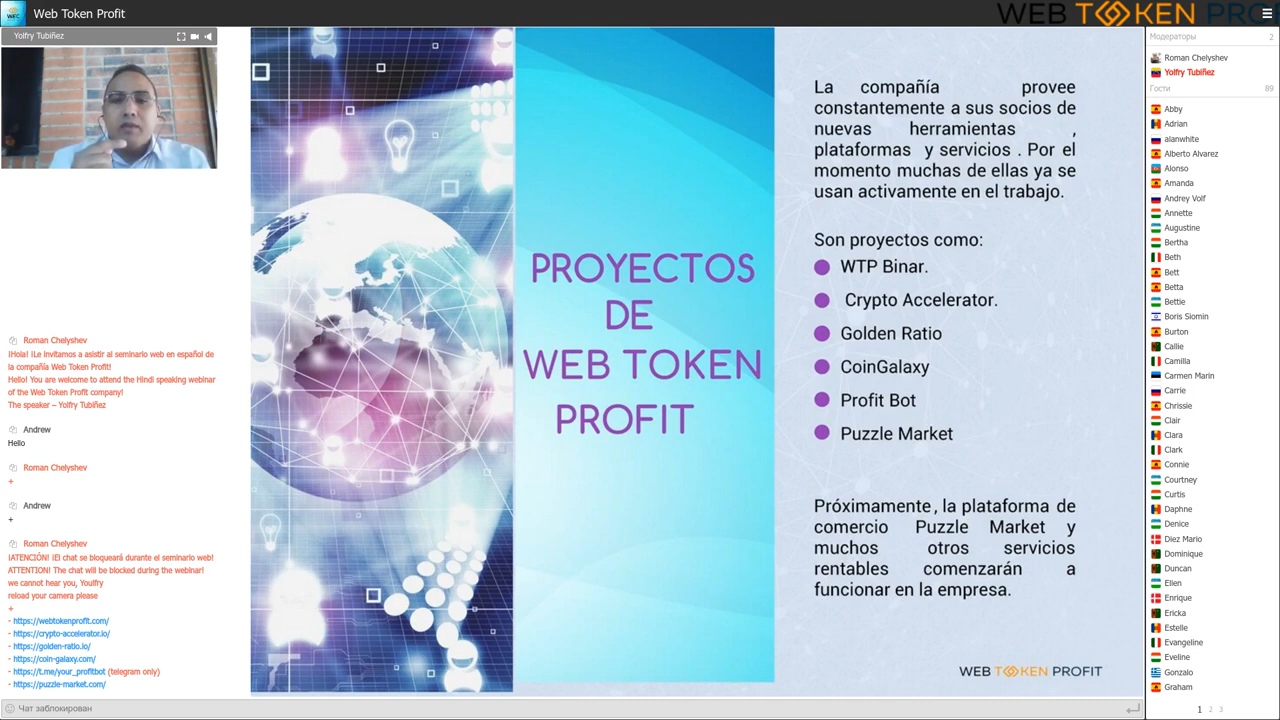 Web Token Profit
WEB TOKEN PRO
Yolfry Tubiñez
Roman Chelyshev
¡Hola! ¡Le invitamos a asistir al seminario web en español de
la compañía Web Token Profit!
Hello! You are welcome to attend the Hindi speaking webinar
of the Web Token Profit company!
The speaker – Yolfry Tubiñez
Andrew
Hello
Roman Chelyshev
+
Andrew
+
Roman Chelyshev
¡ATENCIÓN! ¡El chat se bloqueará durante el seminario web!
ATTENTION! The chat will be blocked during the webinar!
we cannot hear you, Youlfry
reload your camera please
+
- https://webtokenprofit.com/
- https://crypto-accelerator.io/
- https://golden-ratio.io/
- https://coin-galaxy.com/
- https://t.me/your_profitbot (telegram only)
- https://puzzle-market.com/
Чат заблокирован
PROYECTOS
DE
WEB TOKEN
PROFIT
La compañía provee
constantemente a sus socios de
nuevas herramientas ,
plataformas y servicios . Por el
momento muchas de ellas ya se
usan activamente en el trabajo.
Son proyectos como:
WTP Binar.
Crypto Accelerator.
Golden Ratio
CoinGalaxy
Profit Bot
Puzzle Market
Próximamente, la plataforma de
comercio Puzzle Market y
muchos otros servicios
rentables comenzarán a
funcionar en la empresa.
WEB TOKEN PROFIT
Модераторы 2
Roman Chelyshev
Yolfry Tubiñez
Гости 89
Abby
Adrian
alanwhite
Alberto Alvarez
Alonso
Amanda
Andrey Volf
Annette
Augustine
Bertha
Beth
Bett
Betta
Bettie
Boris Slomin
Burton
Callie
Camilla
Carmen Marin
Carrie
Chrissie
Clair
Clara
Clark
Connie
Courtney
Curtis
Daphne
Denice
Diez Mario
Dominique
Duncan
Ellen
Enrique
Ericka
Estelle
Evangeline
Eveline
Gonzalo
Graham
1 2 3